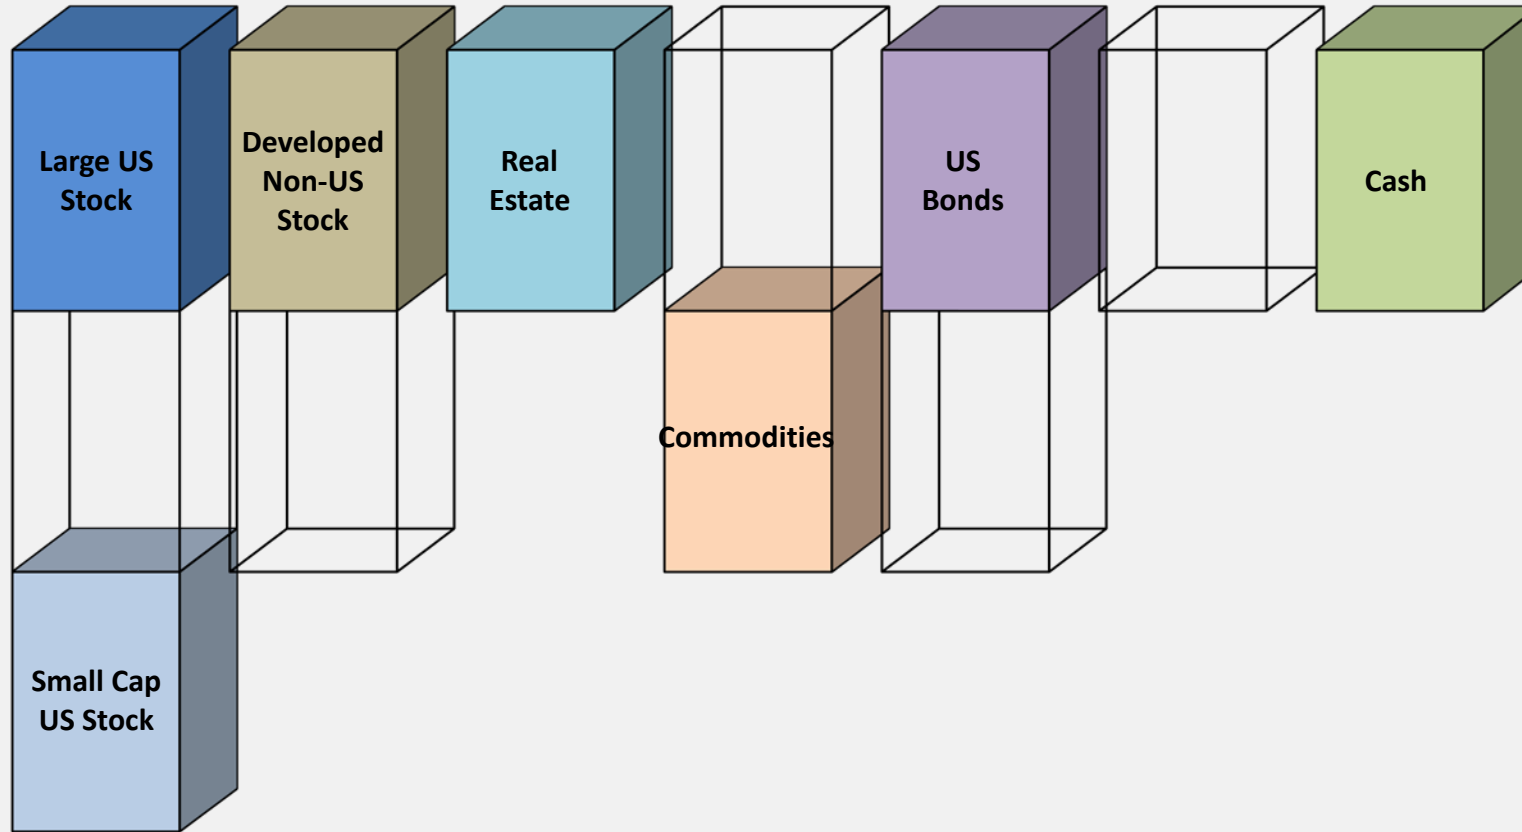 Large US
Stock
Developed
Non-US
Stock
Real
Estate
US
Bonds
Cash
Commodities
Small Cap
US Stock